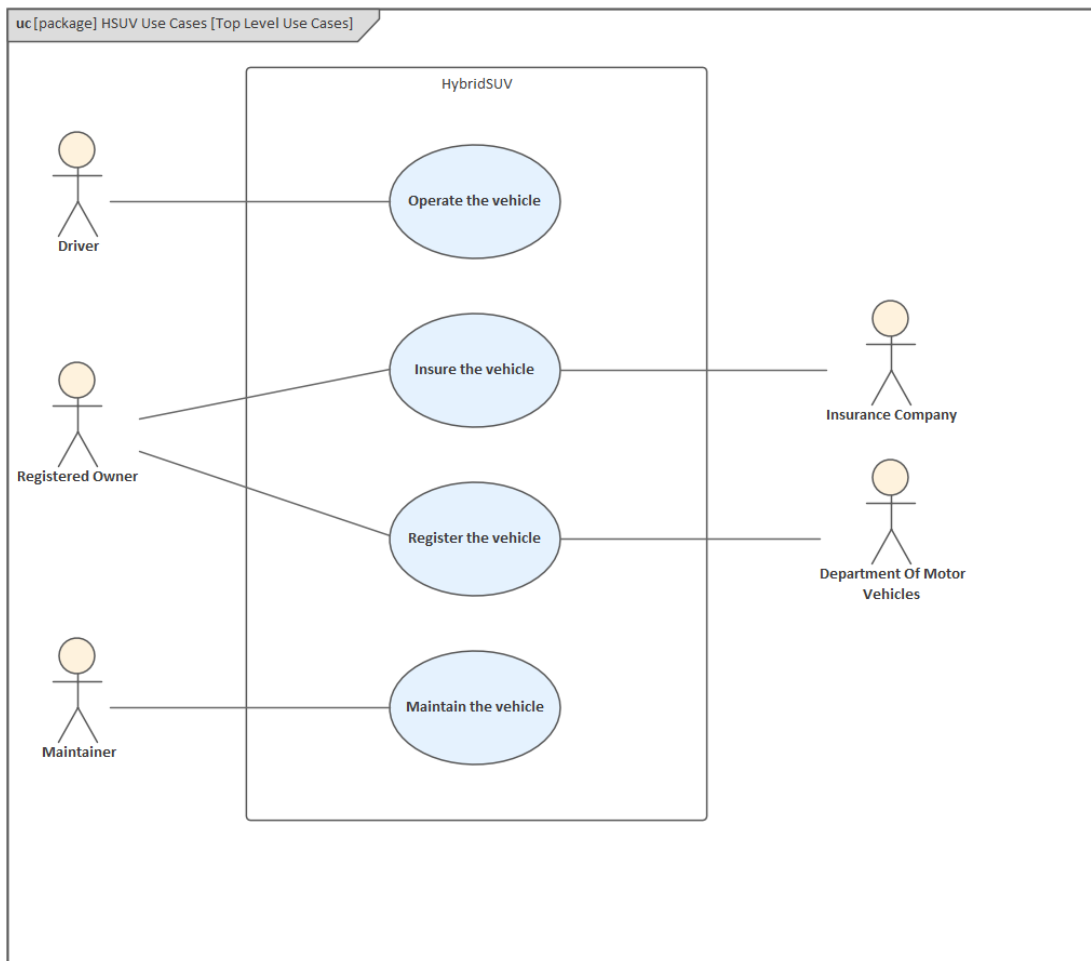 uc [package] HSUV Use Cases [Top Level Use Cases]
HybridSUV
Operate the vehicle
Driver
Insure the vehicle
Insurance Company
Registered Owner
Register the vehicle
Department Of Motor
Vehicles
Maintain the vehicle
Maintainer